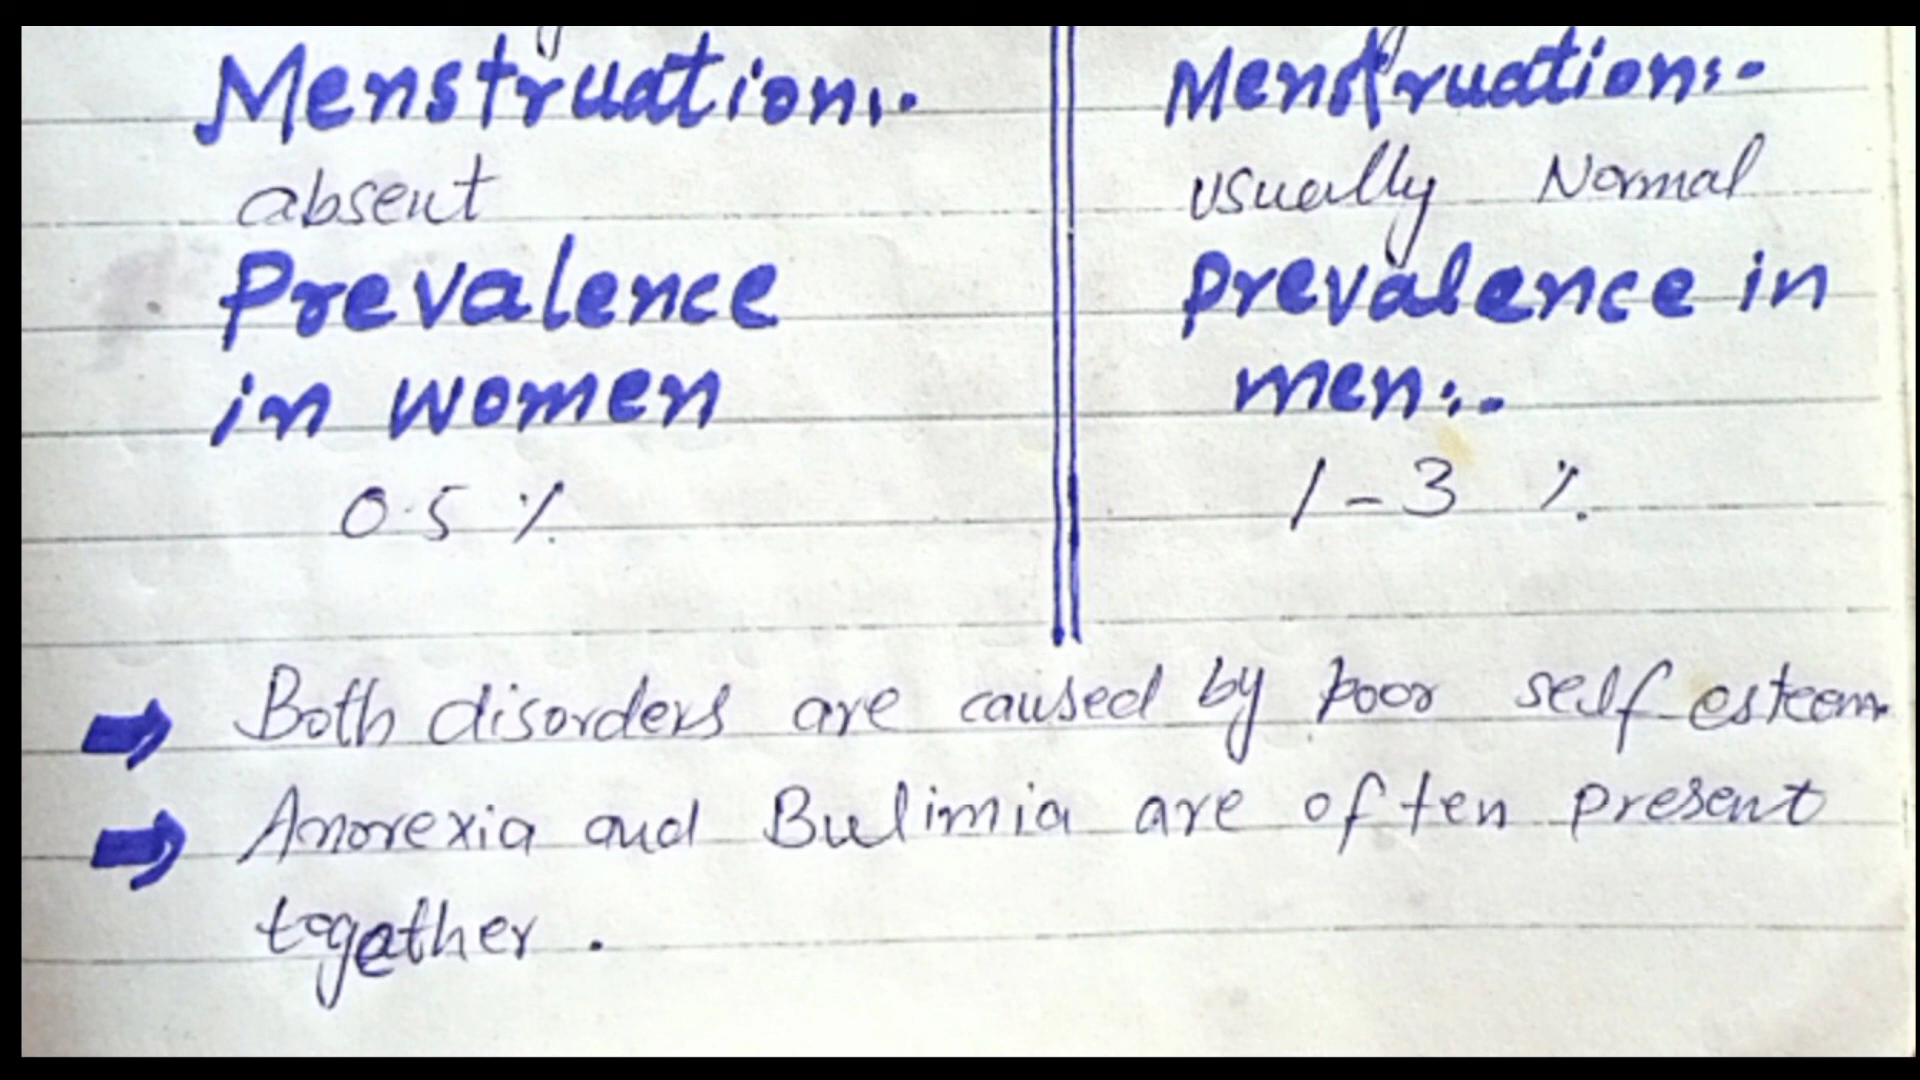 Menstruation:-
absent
Prevalence
in women
0.5 %
Menstruation:-
usually Normal
prevalence in
men:-
1-3 %
Both disorders are caused by poor self esteem.
Anorexia and Bulimia are often present
together.